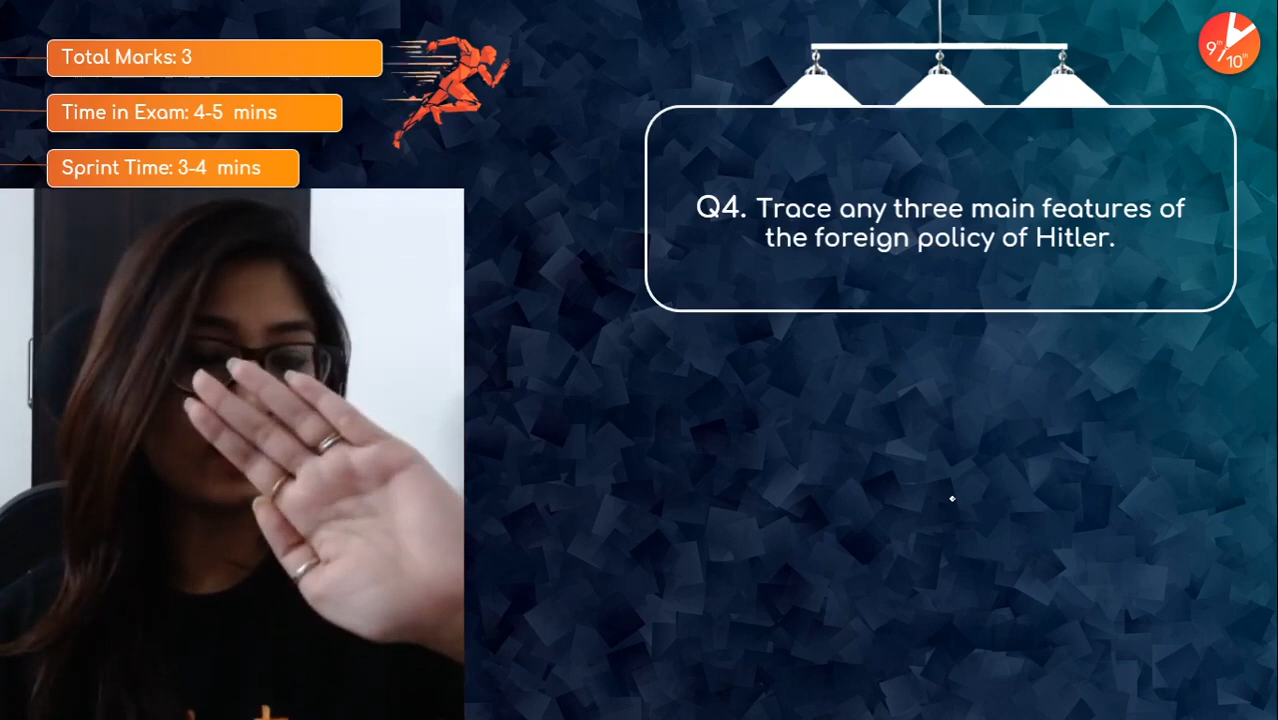 Total Marks: 3
Time in Exam: 4-5 mins
Sprint Time: 3-4 mins
9th
10th
Q4. Trace any three main features of
the foreign policy of Hitler.